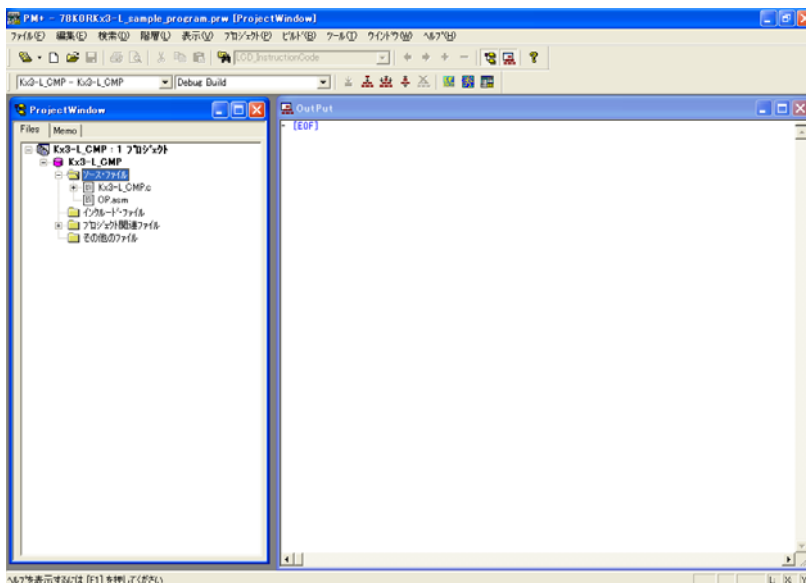 PM+ - 78K0RKx3-L_sample_program.prw [ProjectWindow]
ファイル(F) 編集(E) 検索(D) 階層(L) 表示(V) プロジェクト(P) ビルド(B) ツール(T) ウインドウ(W) ヘルプ(H)
LCD_InstructionCode
Kx3-L_CMP - Kx3-L_CMP Debug Build
ProjectWindow
Files Memo
Kx3-L_CMP : 1 プロジェクト
Kx3-L_CMP
ソース・ファイル
Kx3-L_CMP.c
OP.asm
インクルード・ファイル
プロジェクト関連ファイル
その他のファイル
OutPut
[EOF]
ヘルプを表示するには [F1] を押してください